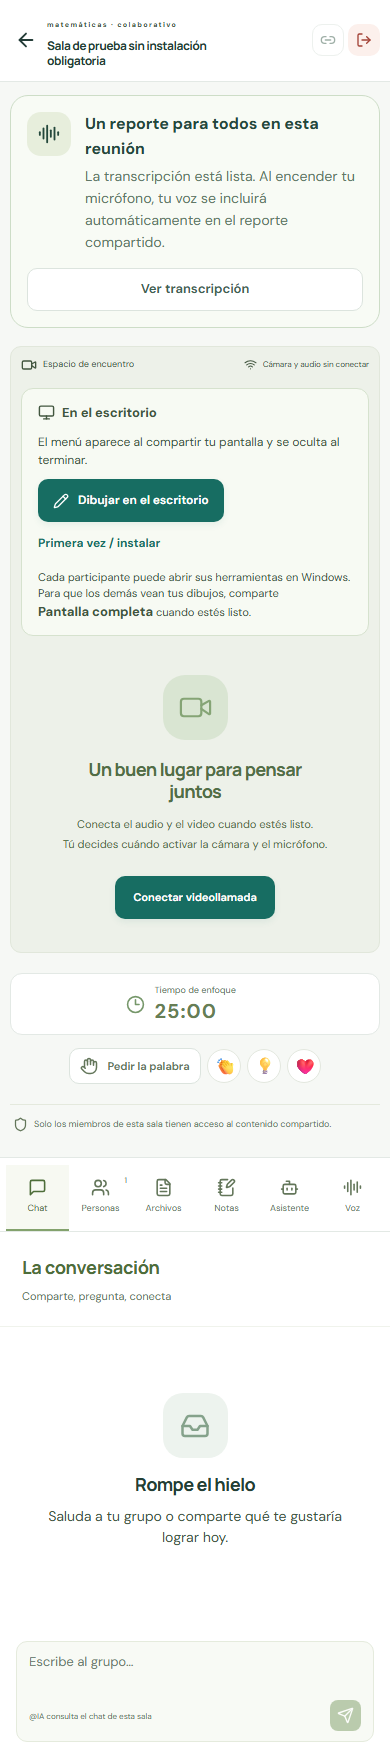 matemáticas · colaborativo
Sala de prueba sin instalación
obligatoria
Un reporte para todos en esta
reunión
La transcripción está lista. Al encender tu
micrófono, tu voz se incluirá
automáticamente en el reporte
compartido.
Ver transcripción
Espacio de encuentro
Cámara y audio sin conectar
En el escritorio
El menú aparece al compartir tu pantalla y se oculta al
terminar.
Dibujar en el escritorio
Primera vez / instalar
Cada participante puede abrir sus herramientas en Windows.
Para que los demás vean tus dibujos, comparte
Pantalla completa cuando estés listo.
Un buen lugar para pensar
juntos
Conecta el audio y el video cuando estés listo.
Tú decides cuándo activar la cámara y el micrófono.
Conectar videollamada
Tiempo de enfoque
25:00
Pedir la palabra
Solo los miembros de esta sala tienen acceso al contenido compartido.
Chat
Personas
1
Archivos
Notas
Asistente
Voz
La conversación
Comparte, pregunta, conecta
Rompe el hielo
Saluda a tu grupo o comparte qué te gustaría
lograr hoy.
Escribe al grupo...
@IA consulta el chat de esta sala